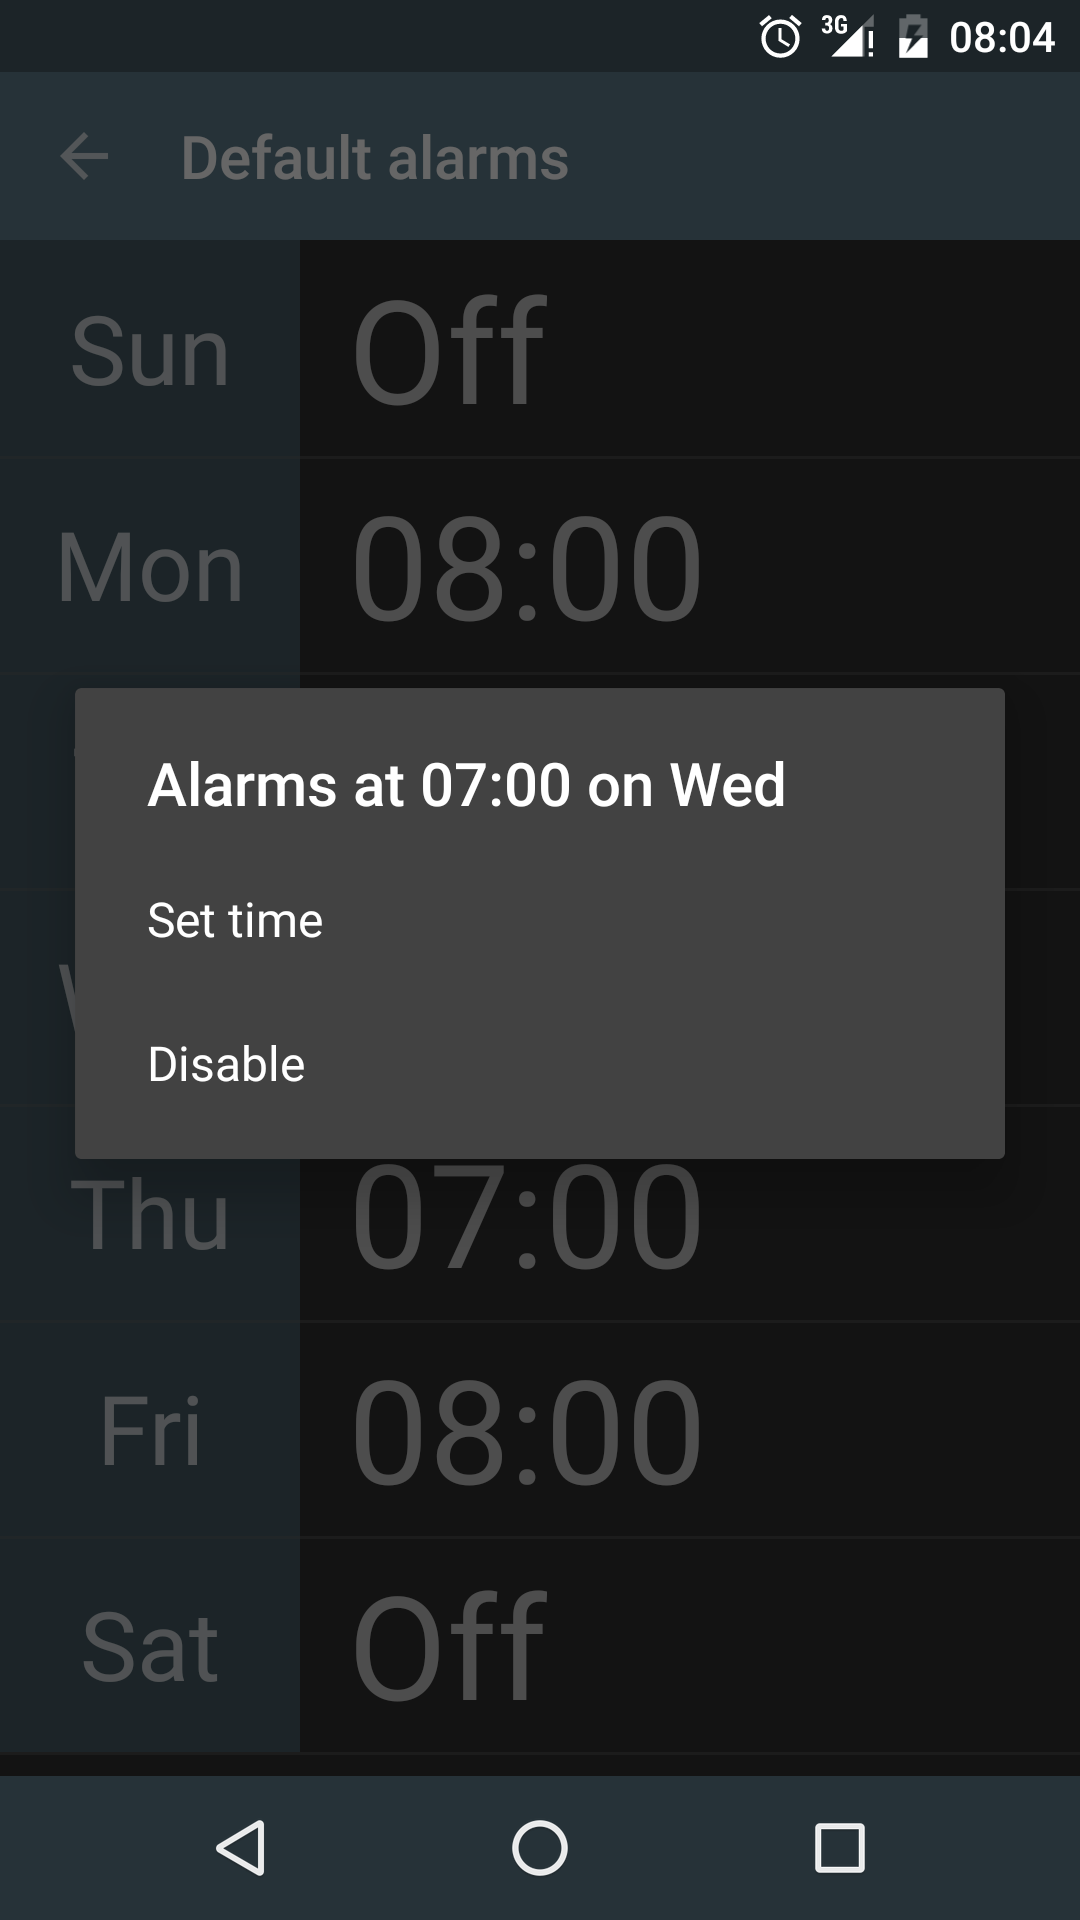 3G 08:04
Default alarms
Sun Off
Mon 08:00
Alarms at 07:00 on Wed
Set time
Disable
Thu 07:00
Fri 08:00
Sat Off